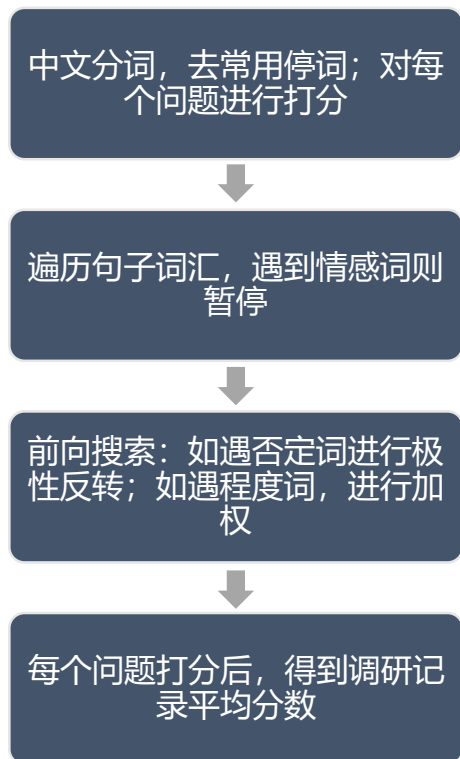 中文分词，去常用停词；对每
个问题进行打分
遍历句子词汇，遇到情感词则
暂停
前向搜索：如遇否定词进行极
性反转；如遇程度词，进行加
权
每个问题打分后，得到调研记
录平均分数